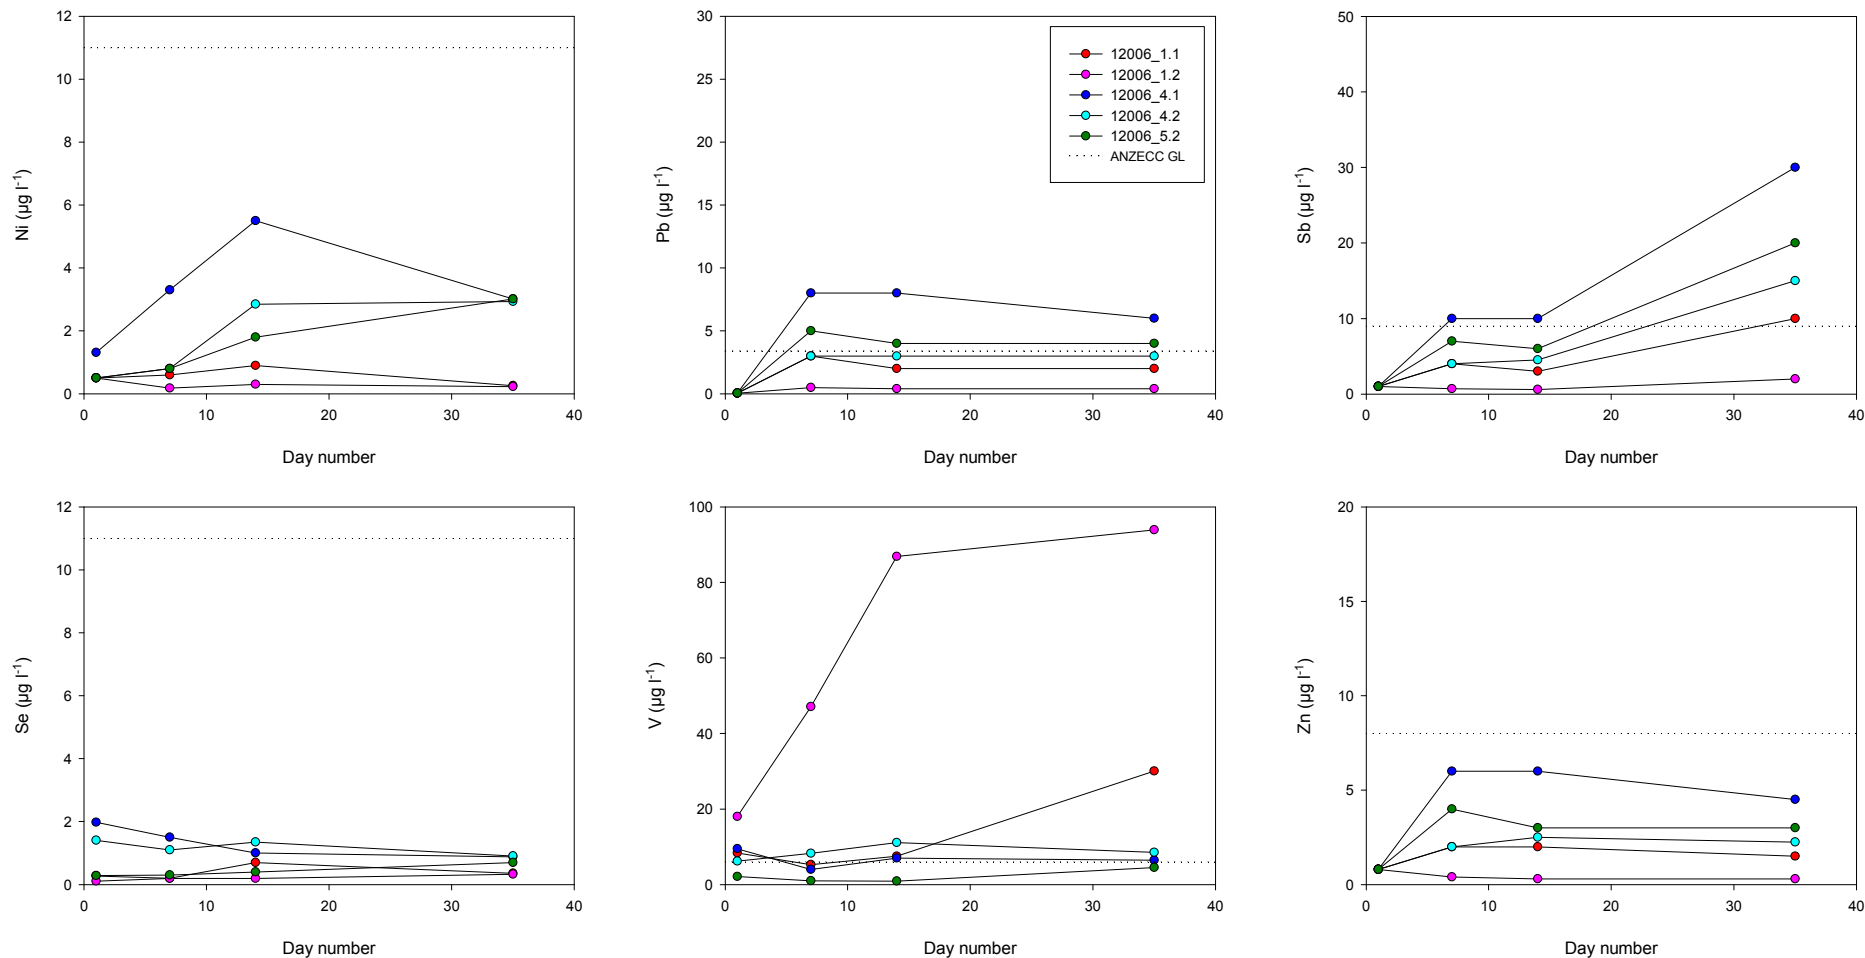 12
10
8
6
4
2
0
Ni (µg l-1)
0 10 20 30 40
Day number
30
25
20
15
10
5
0
Pb (µg l-1)
12006_1.1
12006_1.2
12006_4.1
12006_4.2
12006_5.2
ANZECC GL
0 10 20 30 40
Day number
50
40
30
20
10
0
Sb (µg l-1)
0 10 20 30 40
Day number
12
10
8
6
4
2
0
Se (µg l-1)
0 10 20 30 40
Day number
100
80
60
40
20
0
V (µg l-1)
0 10 20 30 40
Day number
20
15
10
5
0
Zn (µg l-1)
0 10 20 30 40
Day number